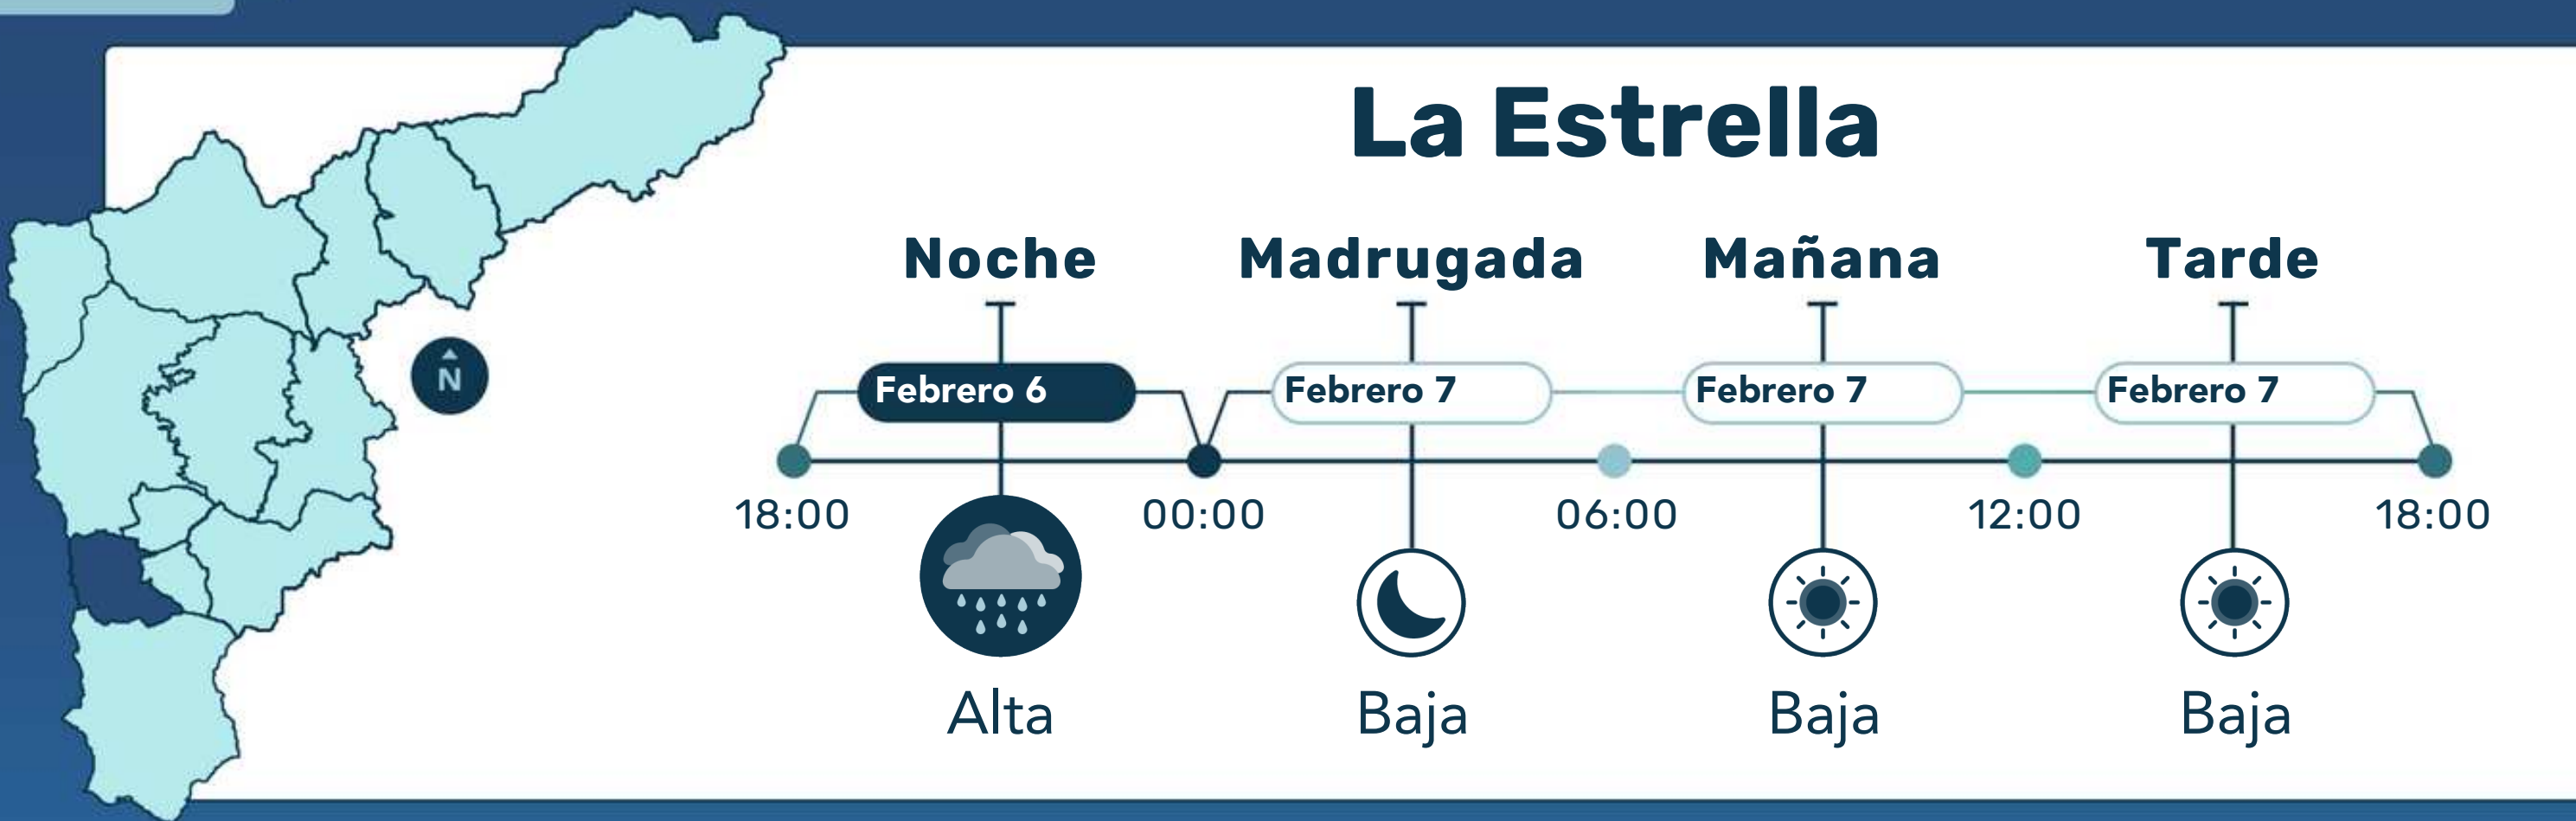 La Estrella
Noche Madrugada Mañana Tarde
Febrero 6 Febrero 7 Febrero 7 Febrero 7
N
18:00 00:00 06:00 12:00 18:00
Alta Baja Baja Baja